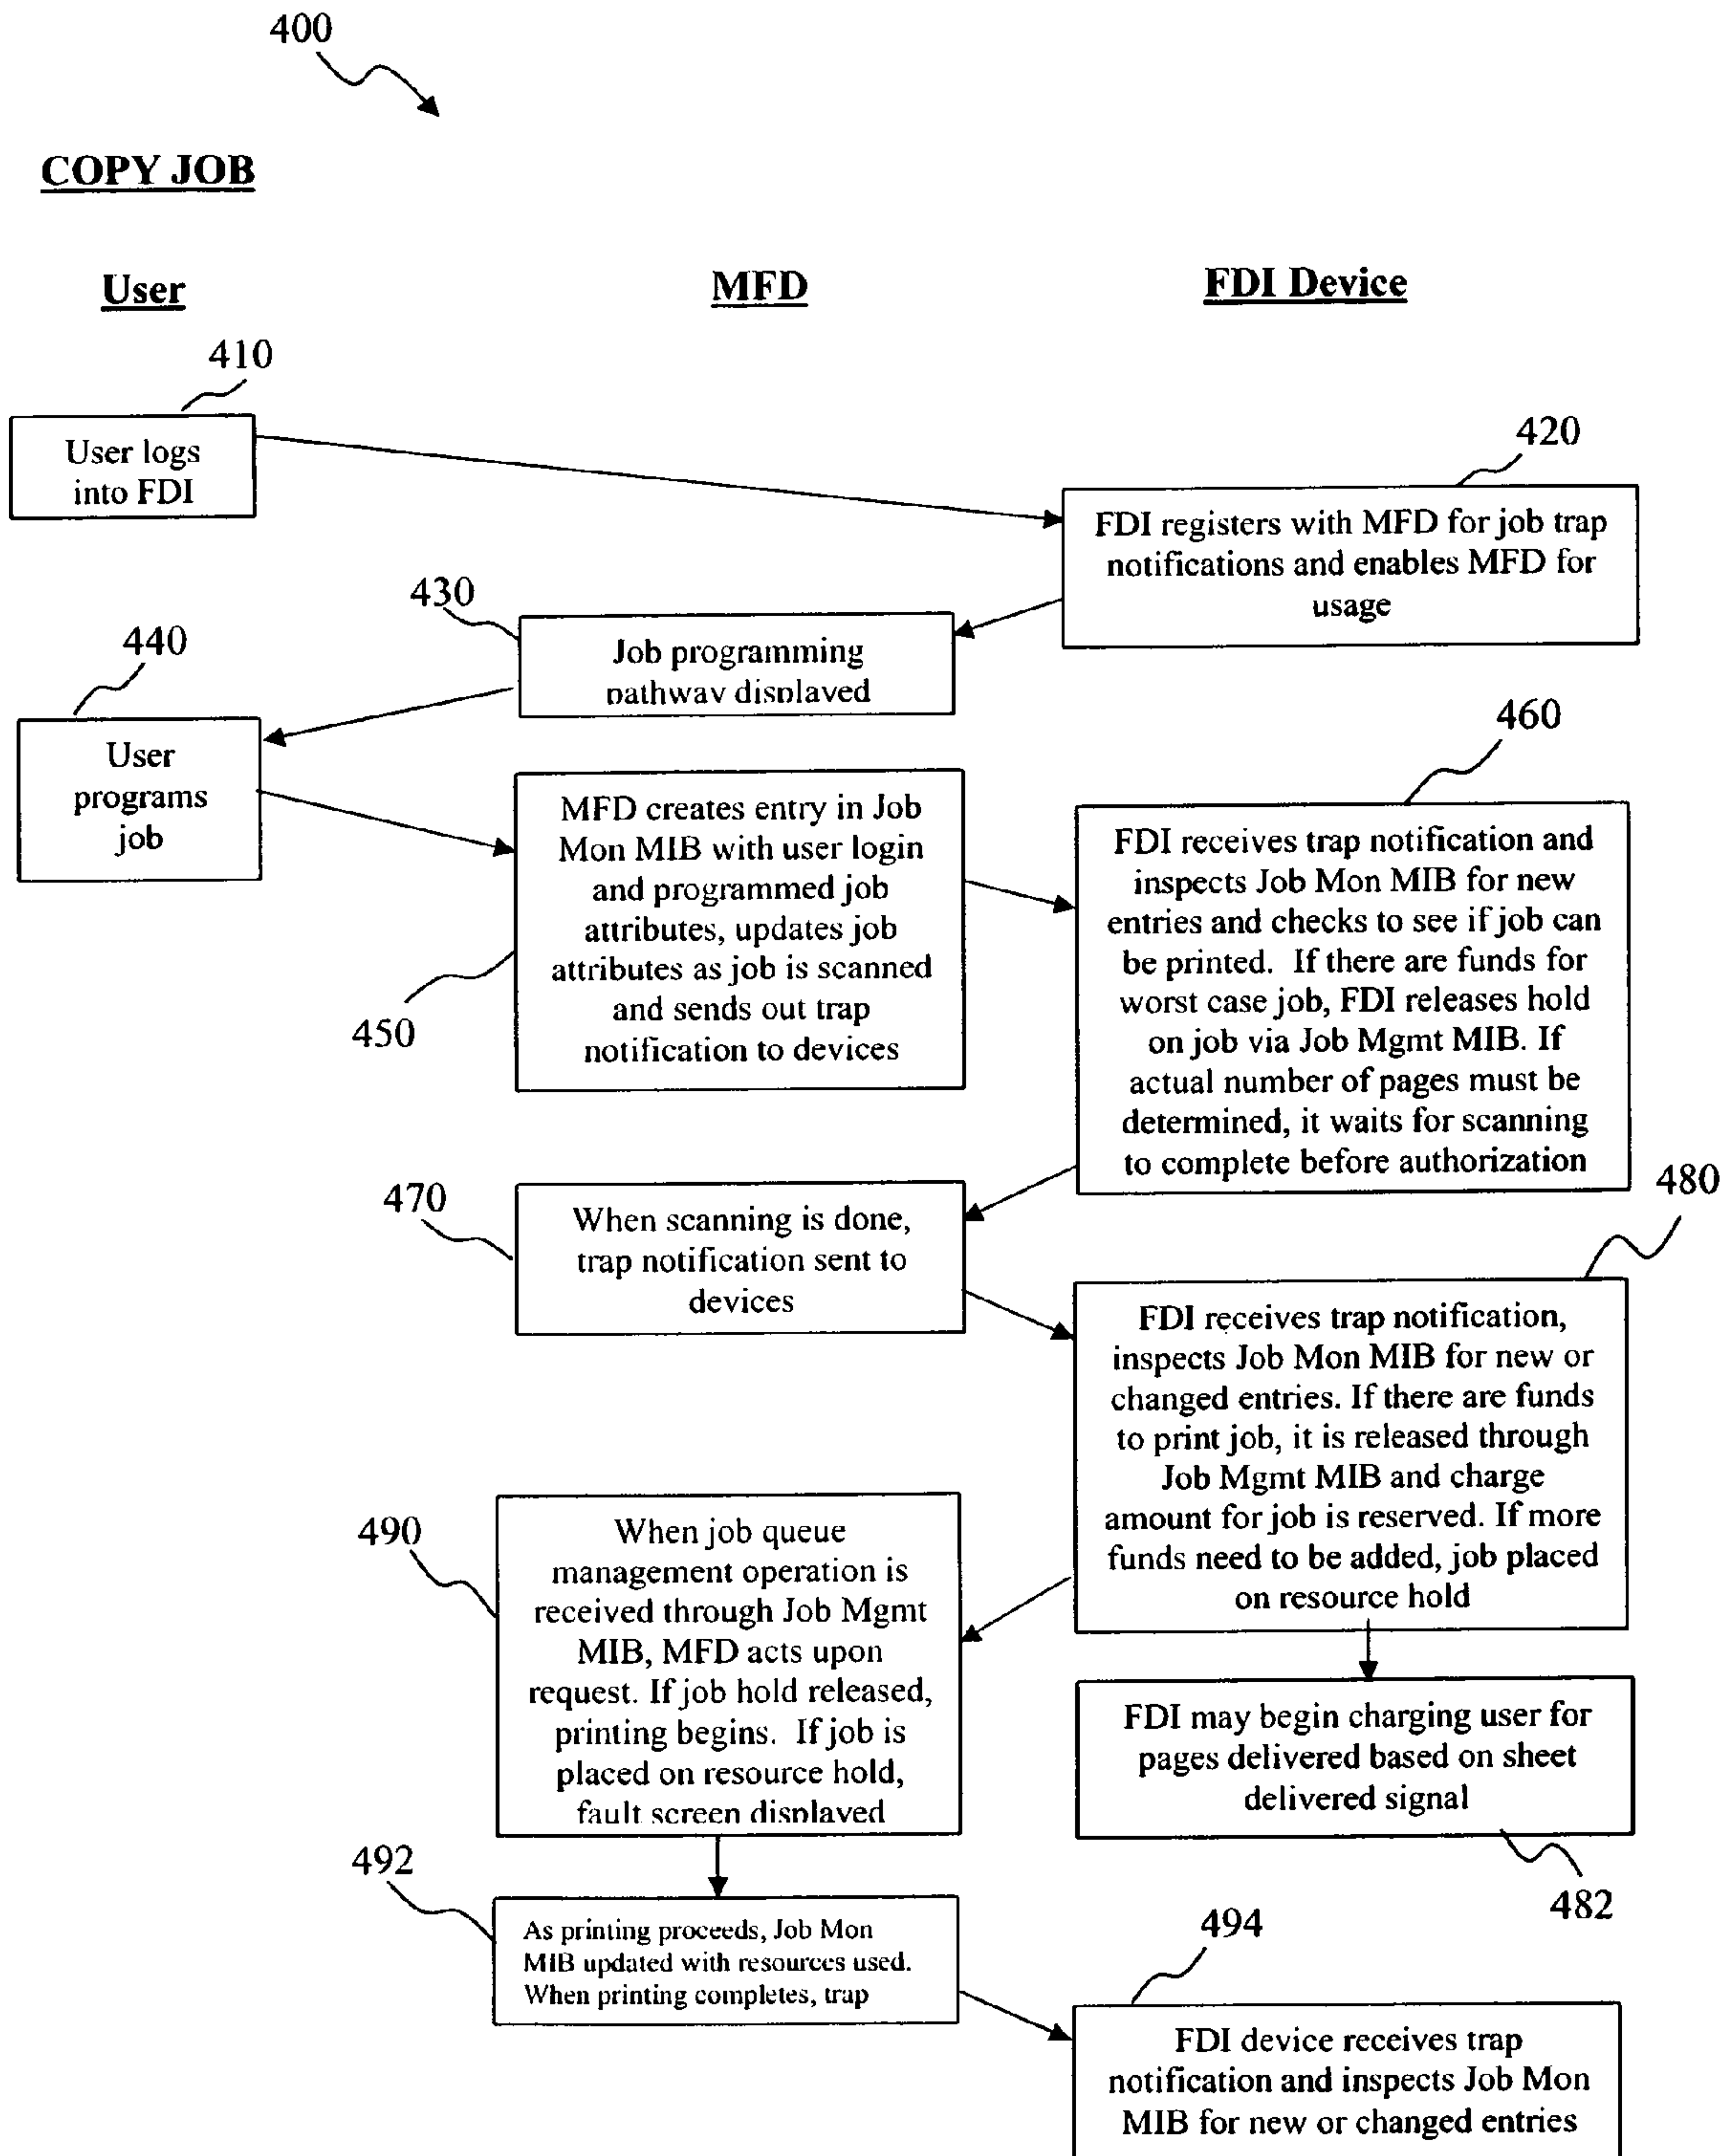 400
COPY JOB
User
MFD
FDI Device
410
User logs
into FDI
420
FDI registers with MFD for job trap
notifications and enables MFD for
usage
430
Job programming
pathway displayed
440
User
programs
job
450
MFD creates entry in Job
Mon MIB with user login
and programmed job
attributes, updates job
attributes as job is scanned
and sends out trap
notification to devices
460
FDI receives trap notification and
inspects Job Mon MIB for new
entries and checks to see if job can
be printed. If there are funds for
worst case job, FDI releases hold
on job via Job Mgmt MIB. If
actual number of pages must be
determined, it waits for scanning
to complete before authorization
470
When scanning is done,
trap notification sent to
devices
480
FDI receives trap notification,
inspects Job Mon MIB for new or
changed entries. If there are funds
to print job, it is released through
Job Mgmt MIB and charge
amount for job is reserved. If more
funds need to be added, job placed
on resource hold
490
When job queue
management operation is
received through Job Mgmt
MIB, MFD acts upon
request. If job hold released,
printing begins. If job is
placed on resource hold,
fault screen displayed
FDI may begin charging user for
pages delivered based on sheet
delivered signal
482
492
As printing proceeds, Job Mon
MIB updated with resources used.
When printing completes, trap
494
FDI device receives trap
notification and inspects Job Mon
MIB for new or changed entries